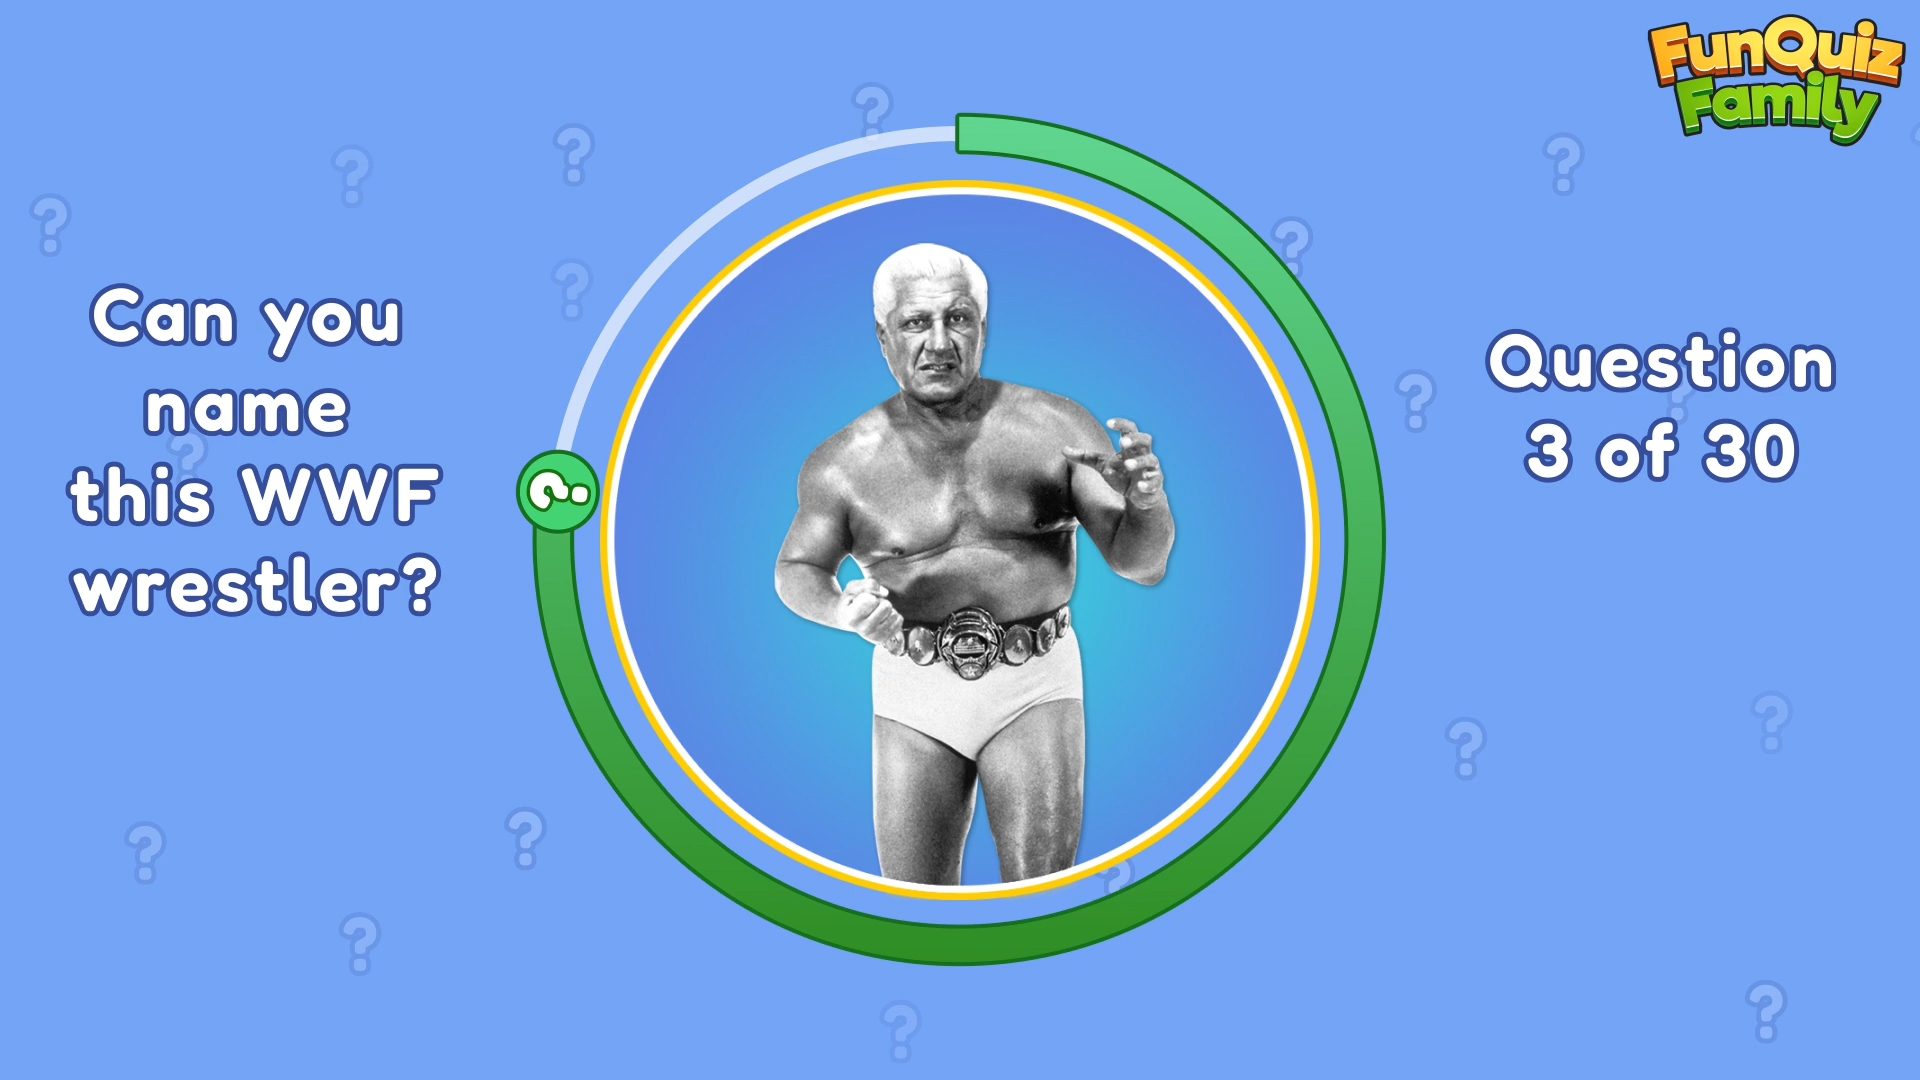 FunQuiz
Family
Can you
name
this WWF
wrestler?
Question
3 of 30